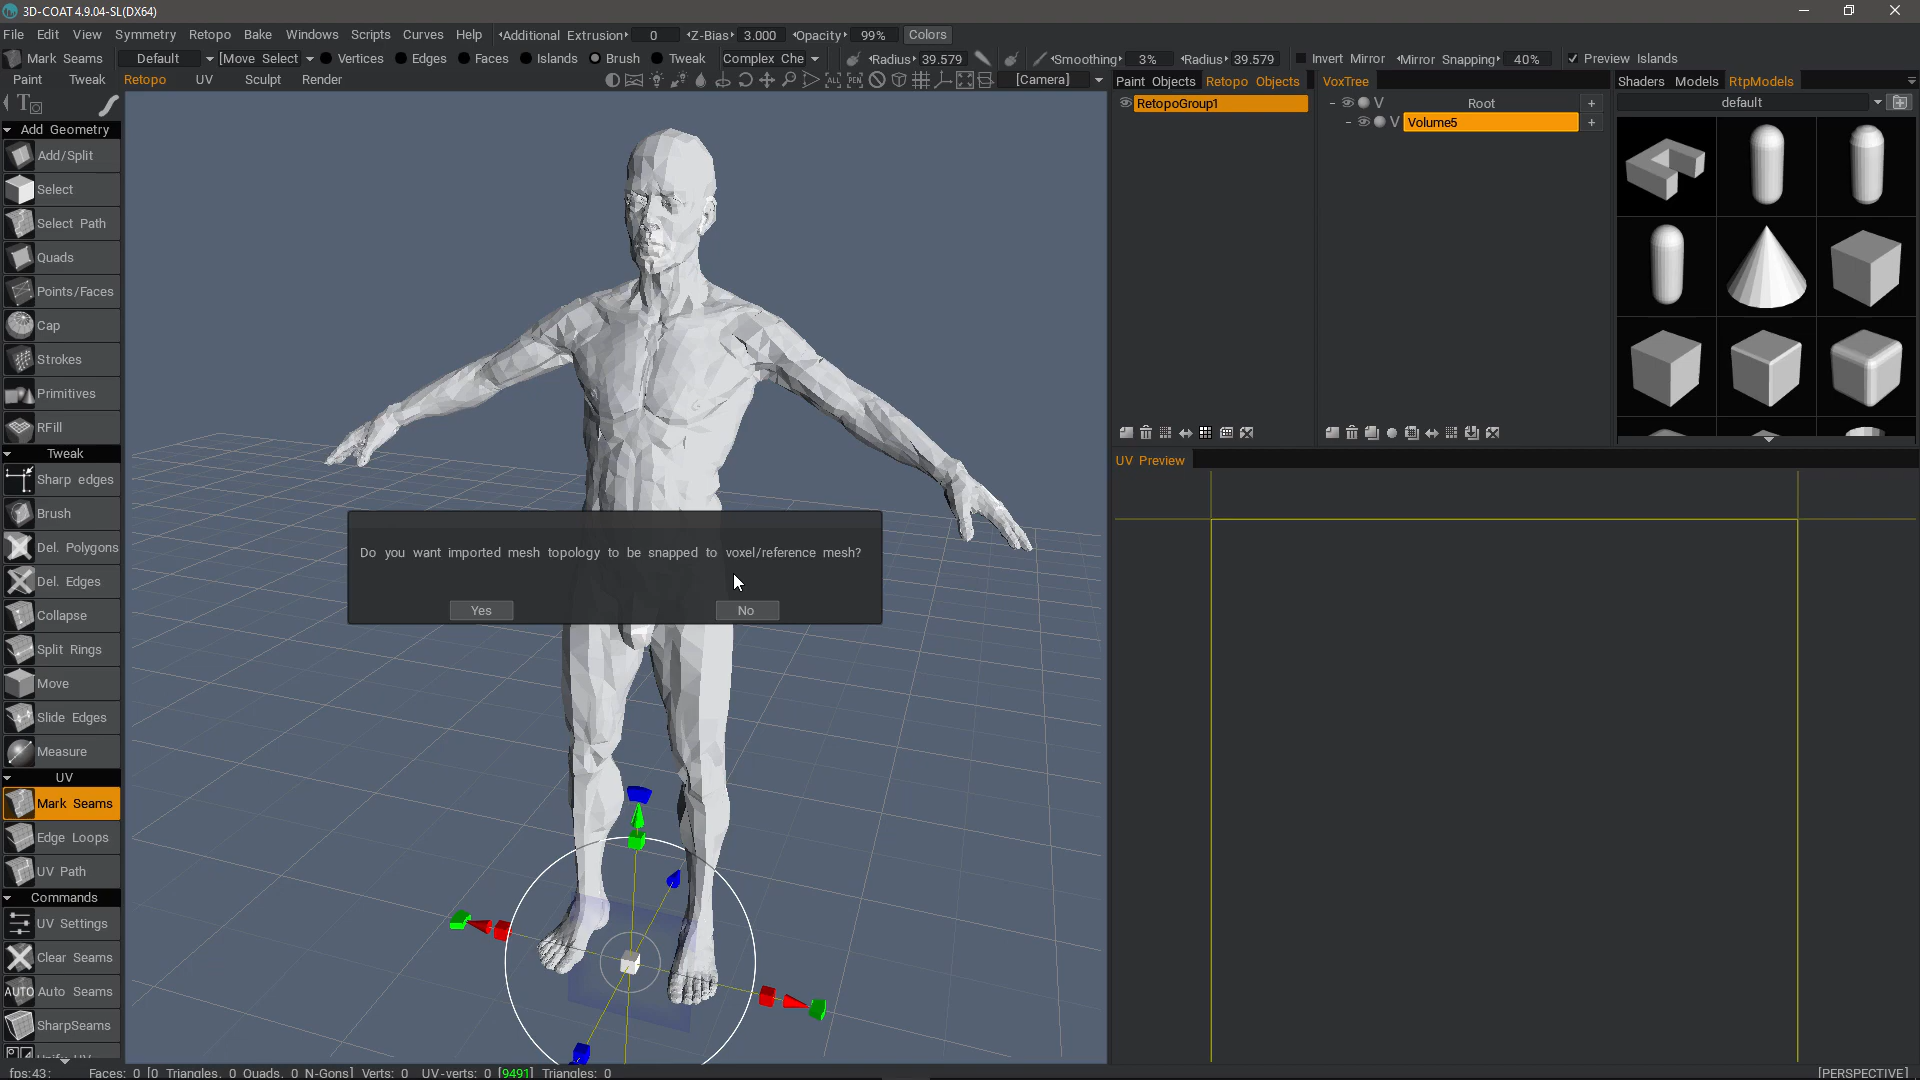 3D-COAT 4.9.04-SL(DX64)
File Edit View Symmetry Retopo Bake Windows Scripts Curves Help Additional Extrusion 0 Z-Bias 3.000 Opacity 99% Colors
Mark Seams Default [Move Select Vertices Edges Faces Islands Brush Tweak Complex Che Radius 39.579 Smoothing 3% Radius 39.579 Invert Mirror Mirror Snapping 40% Preview Islands
Paint Tweak Retopo UV Sculpt Render ALL PEN [Camera] Paint Objects Retopo Objects VoxTree Shaders Models RtpModels
RetopoGroup1 V Root + default
V Volume5 +
Add Geometry
Add/Split
Select
Select Path
Quads
Points/Faces
Cap
Strokes
Primitives
RFill
Tweak
Sharp edges
Brush
Del. Polygons
Del. Edges
Collapse
Split Rings
Move
Slide Edges
Measure
UV
Mark Seams
Edge Loops
UV Path
Commands
UV Settings
Clear Seams
AUTO Auto Seams
SharpSeams
UV Preview
Do you want imported mesh topology to be snapped to voxel/reference mesh?
Yes No
fps:43: Faces: 0 [0 Triangles, 0 Quads, 0 N-Gons] Verts: 0 UV-verts: 0 [9491] Triangles: 0 [PERSPECTIVE]